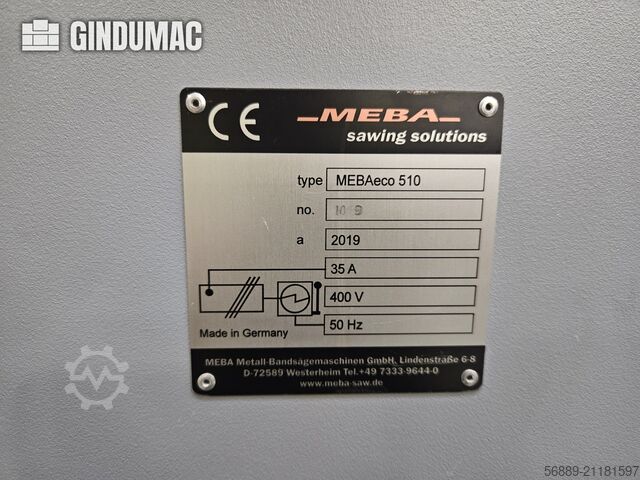 GINDUMAC
CE MEBA
sawing solutions
type MEBAeco 510
no.
a 2019
35 A
400 V
50 Hz
Made in Germany
MEBA Metall-Bandsägemaschinen GmbH, Lindenstraße 6-8
D-72589 Westerheim Tel.+49 7333-9644-0
www.meba-saw.de
56889-21181597